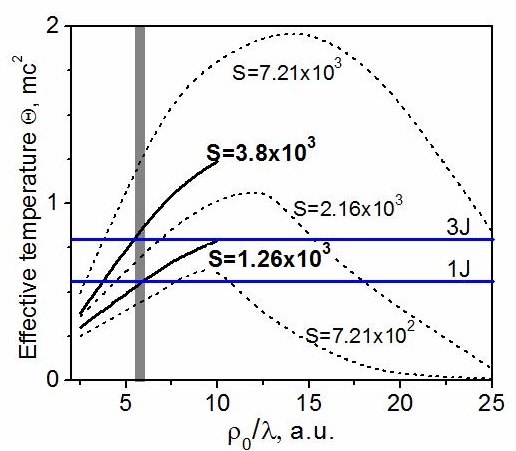 2
S=7.21x10³
S=3.8x10³
1
S=2.16x10³
3J
S=1.26x10³
1J
S=7.21x10²
0
5
10
15
20
25
ρ₀/λ, a.u.
Effective temperature Θ, mc²